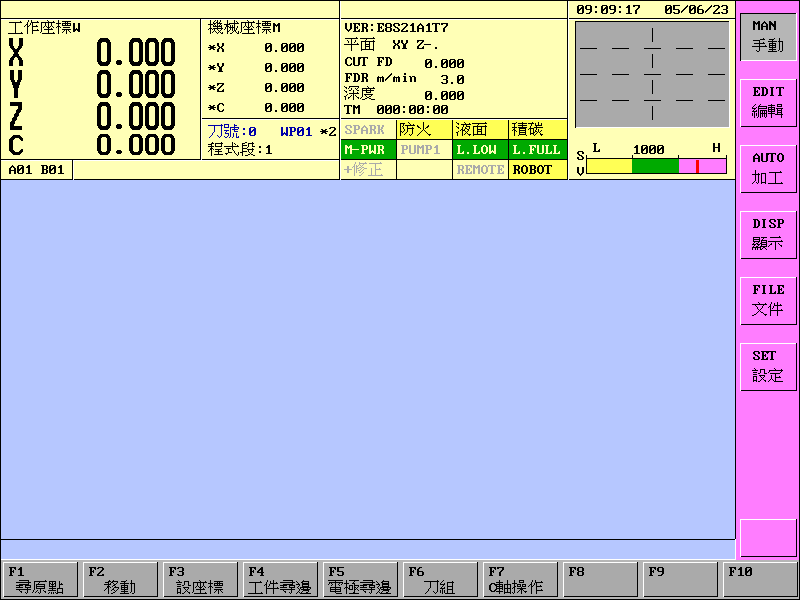 09:09:17 05/06/23
工作座標W
X 0.000
Y 0.000
Z 0.000
C 0.000
A01 B01
機械座標M
*X 0.000
*Y 0.000
*Z 0.000
*C 0.000
刀號:0 WP01 *2
程式段:1
VER:E8S21A1T7
平面 XY Z-.
CUT FD 0.000
FDR m/min 3.0
深度 0.000
TM 000:00:00
SPARK 防火 液面 積碳
M-PWR PUMP1 L.LOW L.FULL
+修正 REMOTE ROBOT
L 1000 H
S
V
MAN
手動
EDIT
編輯
AUTO
加工
DISP
顯示
FILE
文件
SET
設定
F1 尋原點
F2 移動
F3 設座標
F4 工件尋邊
F5 電極尋邊
F6 刀組
F7 C軸操作
F8
F9
F10